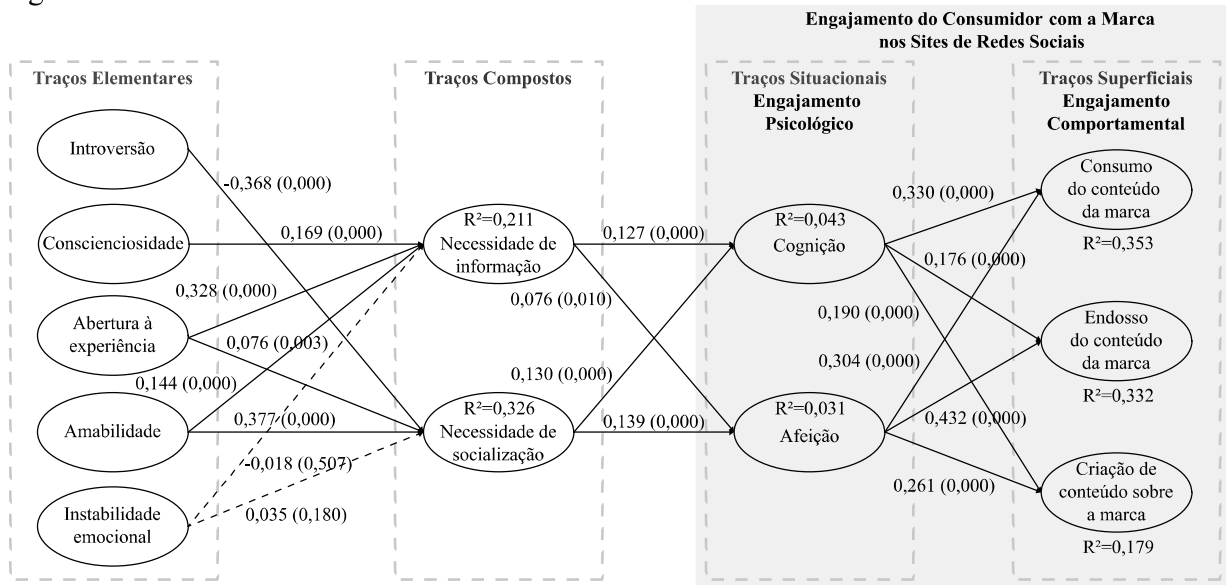 Engajamento do Consumidor com a Marca
nos Sites de Redes Sociais
Traços Elementares
Traços Compostos
Traços Situacionais
Engajamento
Psicológico
Traços Superficiais
Engajamento
Comportamental
Introversão
Conscienciosidade
Abertura à
experiência
Amabilidade
Instabilidade
emocional
-0,368 (0,000)
0,169 (0,000)
0,328 (0,000)
0,076 (0,003)
0,144 (0,000)
0,377 (0,000)
-0,018 (0,507)
0,035 (0,180)
R²=0,211
Necessidade de
informação
R²=0,326
Necessidade de
socialização
0,127 (0,000)
0,076 (0,010)
0,130 (0,000)
0,139 (0,000)
R²=0,043
Cognição
R²=0,031
Afeição
0,330 (0,000)
0,176 (0,000)
0,190 (0,000)
0,304 (0,000)
0,432 (0,000)
0,261 (0,000)
Consumo
do conteúdo
da marca
R²=0,353
Endosso
do conteúdo
da marca
R²=0,332
Criação de
conteúdo sobre
a marca
R²=0,179